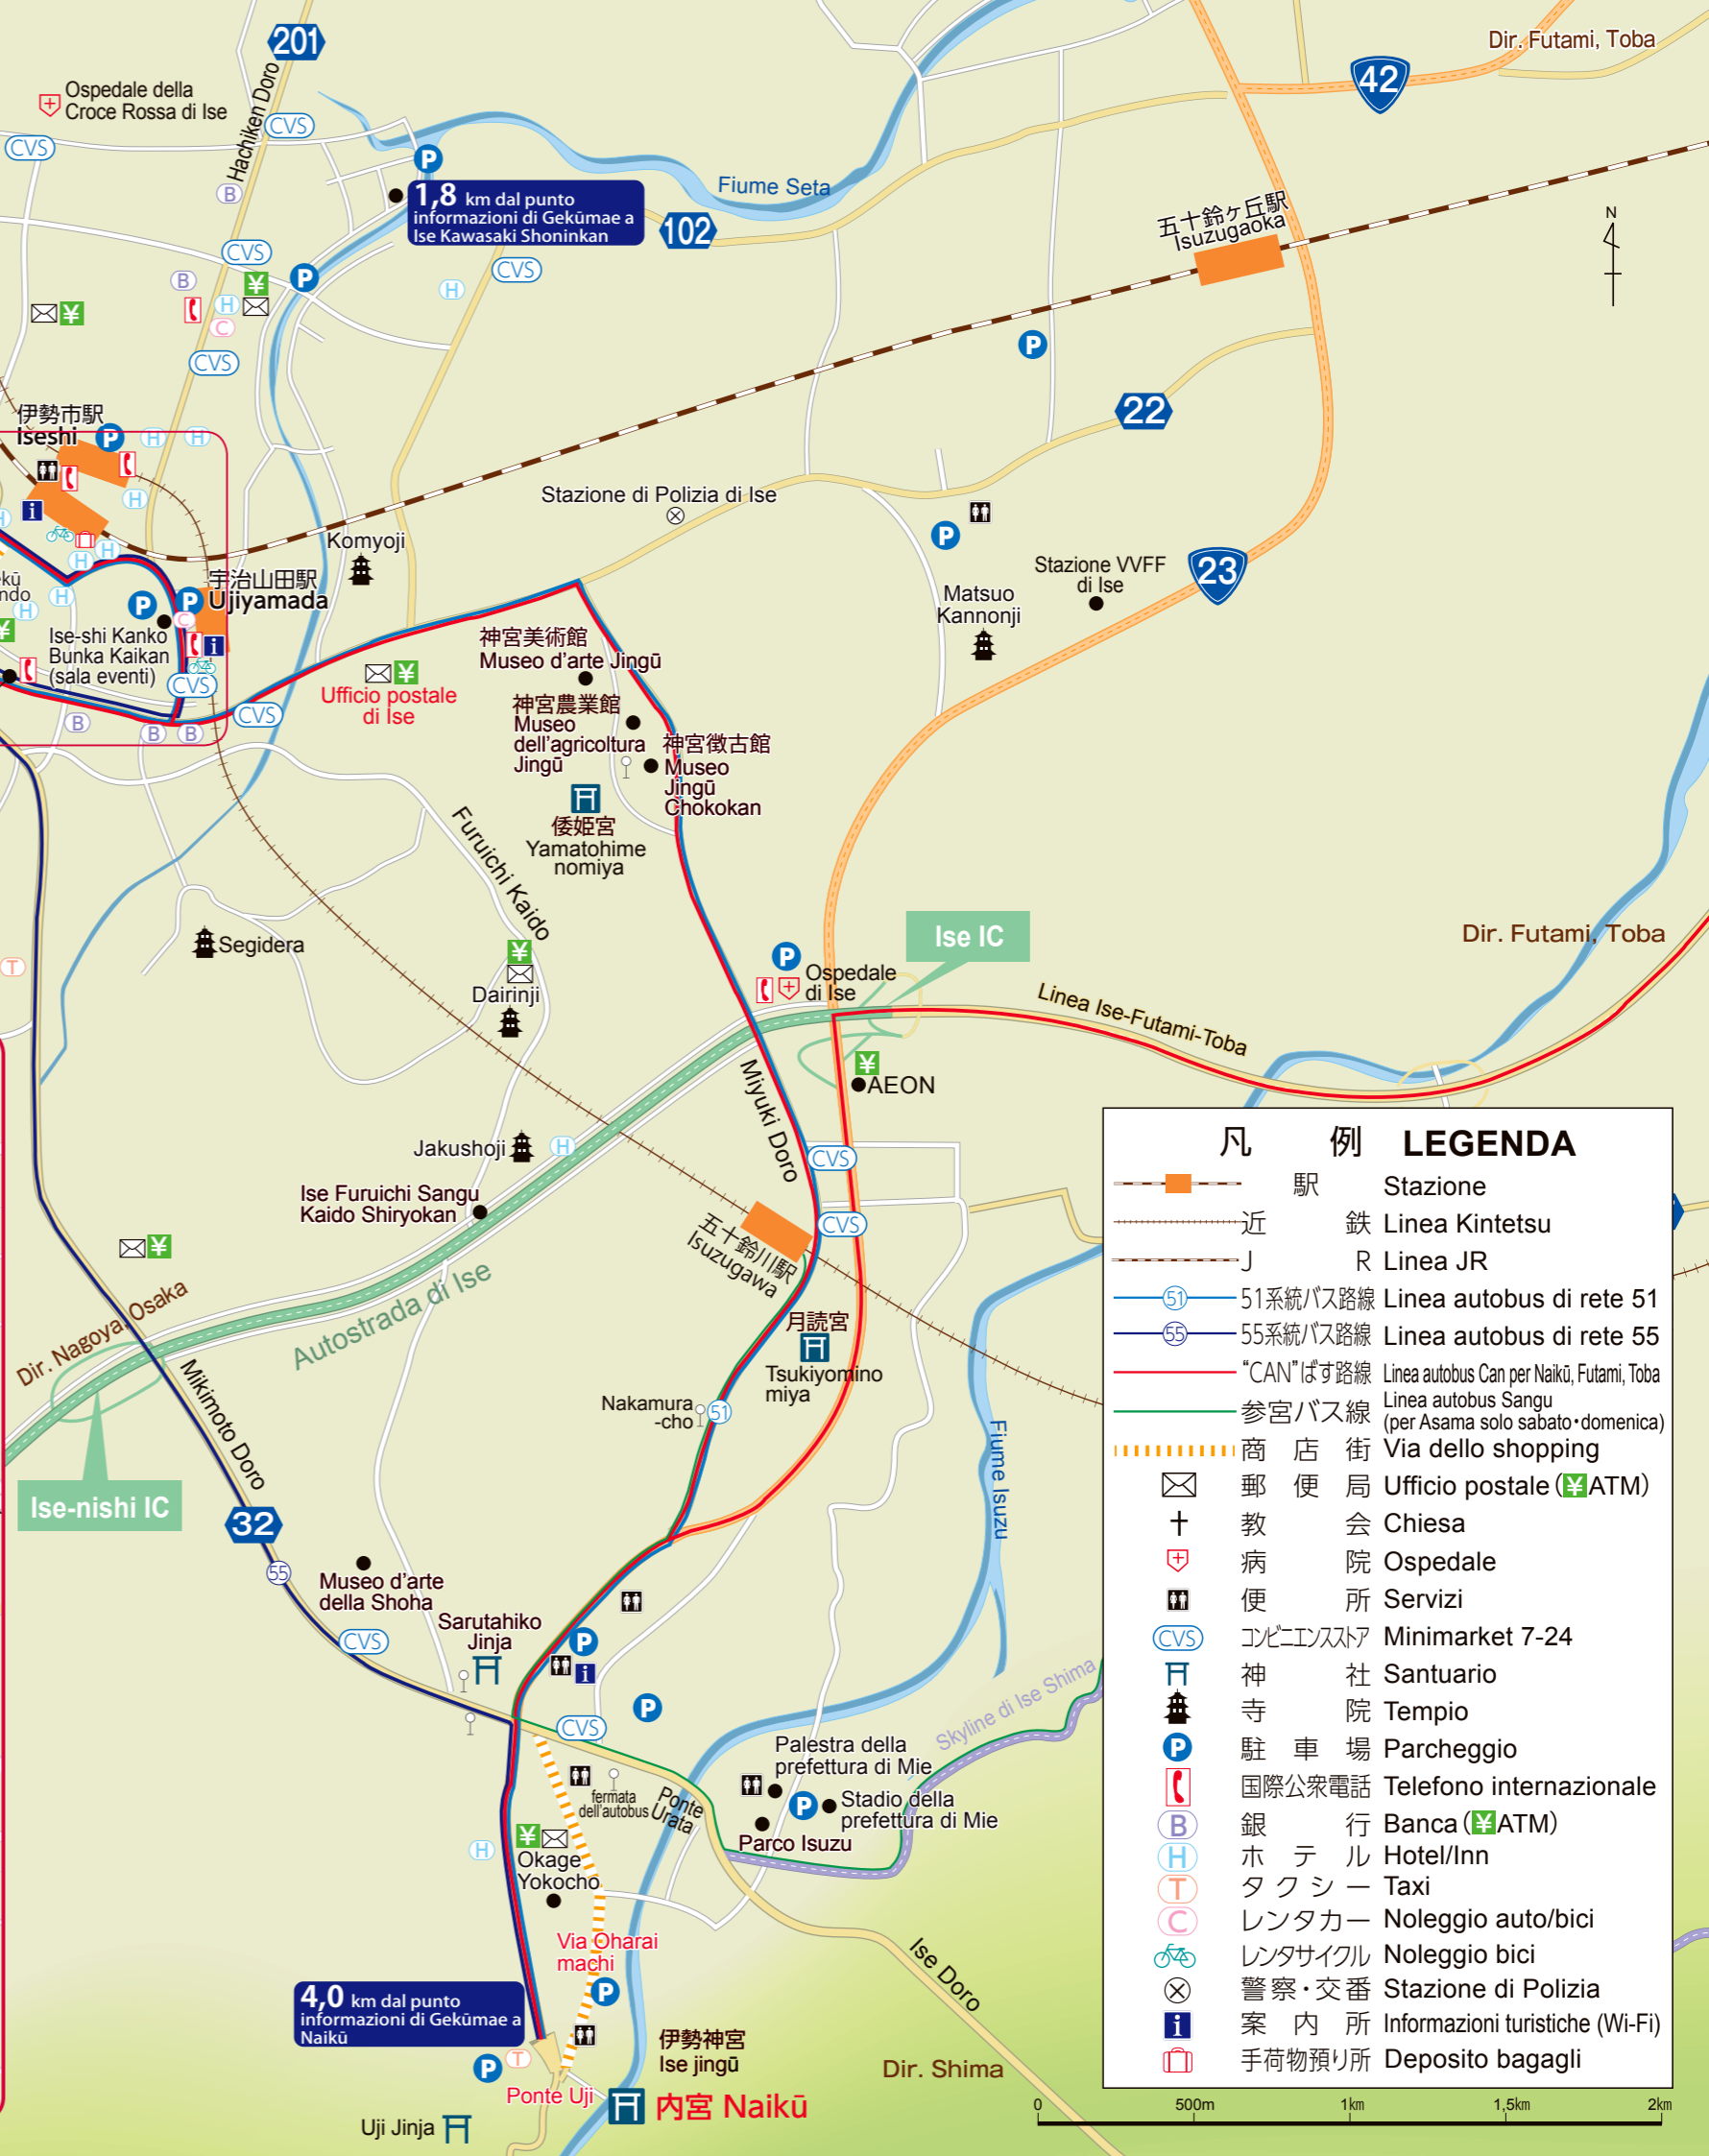 201
Dir. Futami, Toba
42
Ospedale della
Croce Rossa di Ise
Hachiken Doro
CVS
CVS
P
B
1,8 km dal punto
informazioni di Gekūmae a
Ise Kawasaki Shoninkan
Fiume Seta
102
五十鈴ヶ丘駅
Isuzugaoka
N
CVS
CVS
B
P
H
H
C
CVS
P
22
伊勢市駅
Iseshi
P
H
H
H
i
H
H
H
H
H
Stazione di Polizia di Ise
P
Komyoji
宇治山田駅
Ujiyamada
P
P
C
i
Ise-shi Kanko
Bunka Kaikan
(sala eventi)
CVS
CVS
B
B
B
Stazione VVFF
di Ise
23
Matsuo
Kannonji
神宮美術館
Museo d'arte Jingū
Ufficio postale
di Ise
神宮農業館
Museo
dell'agricoltura
Jingū
神宮徴古館
Museo
Jingū
Chokokan
倭姫宮
Yamatohime
nomiya
Furuichi Kaido
Segidera
Dairinji
T
P
Ospedale
di Ise
Ise IC
Dir. Futami, Toba
Linea Ise-Futami-Toba
AEON
Miyuki Doro
CVS
CVS
Jakushoji
H
Ise Furuichi Sangu
Kaido Shiryokan
五十鈴川駅
Isuzugawa
Autostrada di Ise
Dir. Nagoya, Osaka
月読宮
Tsukiyomino
miya
Nakamura
-cho
51
Mikimoto Doro
Ise-nishi IC
32
55
Fiume Isuzu
Museo d'arte
della Shoha
CVS
Sarutahiko
Jinja
P
i
P
CVS
Skyline di Ise Shima
fermata
dell'autobus
Ponte
Urata
Palestra della
prefettura di Mie
P
Stadio della
prefettura di Mie
Parco Isuzu
H
Okage
Yokocho
Via Oharai
machi
P
Ise Doro
4,0 km dal punto
informazioni di Gekūmae a
Naikū
P
T
Ponte Uji
伊勢神宮
Ise jingū
内宮 Naikū
Uji Jinja
Dir. Shima
凡 例 LEGENDA
駅 Stazione
近鉄 Linea Kintetsu
JR Linea JR
51 51系統バス路線 Linea autobus di rete 51
55 55系統バス路線 Linea autobus di rete 55
“CAN”ばす路線 Linea autobus Can per Naikū, Futami, Toba
参宮バス線 Linea autobus Sangu
(per Asama solo sabato・domenica)
商店街 Via dello shopping
郵便局 Ufficio postale (¥ATM)
教会 Chiesa
病院 Ospedale
便所 Servizi
CVS コンビニエンスストア Minimarket 7-24
神社 Santuario
寺院 Tempio
P 駐車場 Parcheggio
国際公衆電話 Telefono internazionale
B 銀行 Banca (¥ATM)
H ホテル Hotel/Inn
T タクシー Taxi
C レンタカー Noleggio auto/bici
レンタサイクル Noleggio bici
警察・交番 Stazione di Polizia
i 案内所 Informazioni turistiche (Wi-Fi)
手荷物預り所 Deposito bagagli
0 500m 1km 1,5km 2km